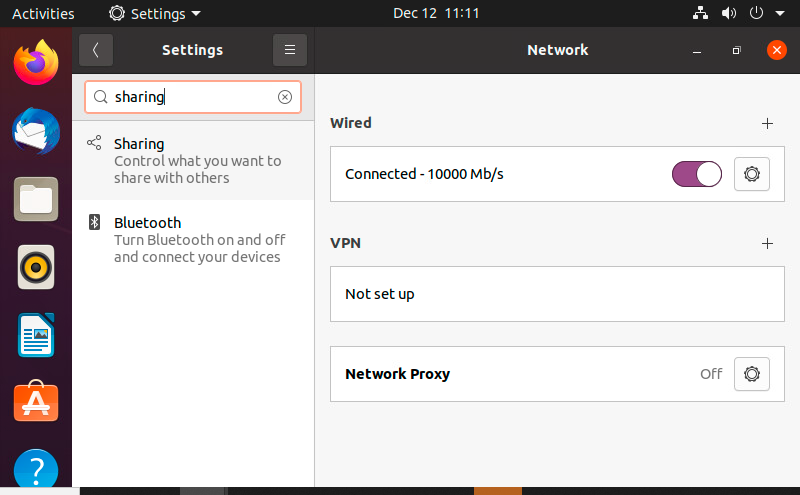 Activities
Settings
Dec 12 11:11
Settings
Network
sharing
Sharing
Control what you want to
share with others
Bluetooth
Turn Bluetooth on and off
and connect your devices
Wired
Connected - 10000 Mb/s
VPN
Not set up
Network Proxy
Off